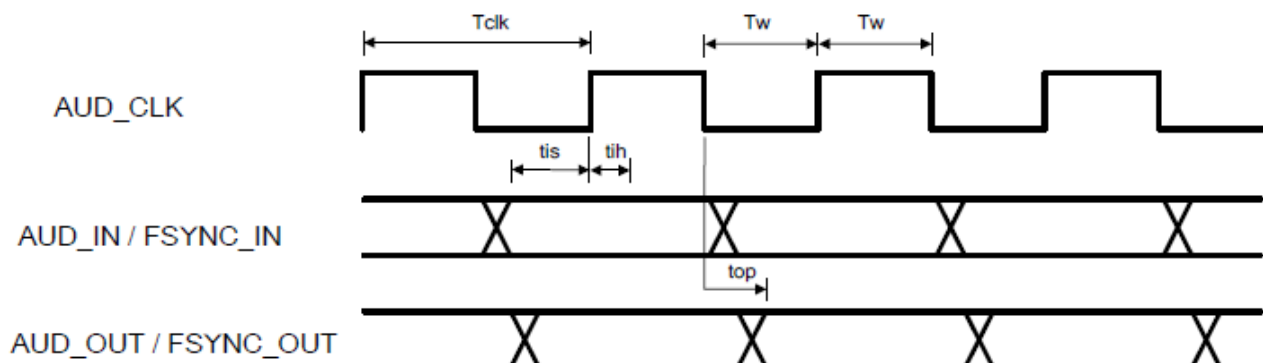 Tclk Tw Tw
AUD_CLK
tis tih
AUD_IN / FSYNC_IN
top
AUD_OUT / FSYNC_OUT